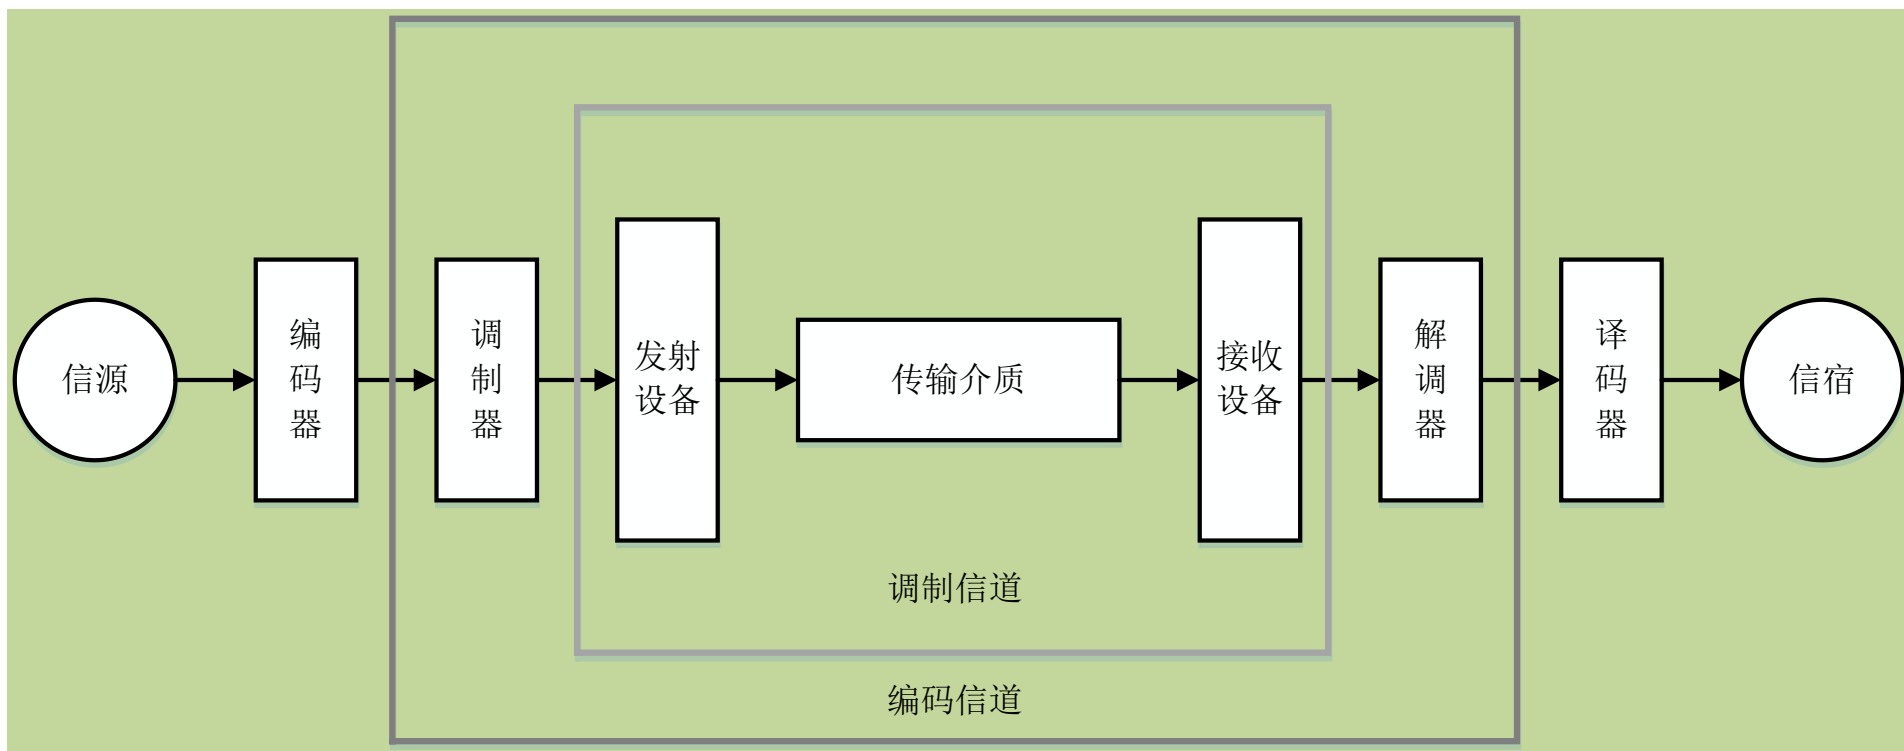 信源
编
码
器
调
制
器
发射
设备
传输介质
接收
设备
解
调
器
译
码
器
信宿
调制信道
编码信道